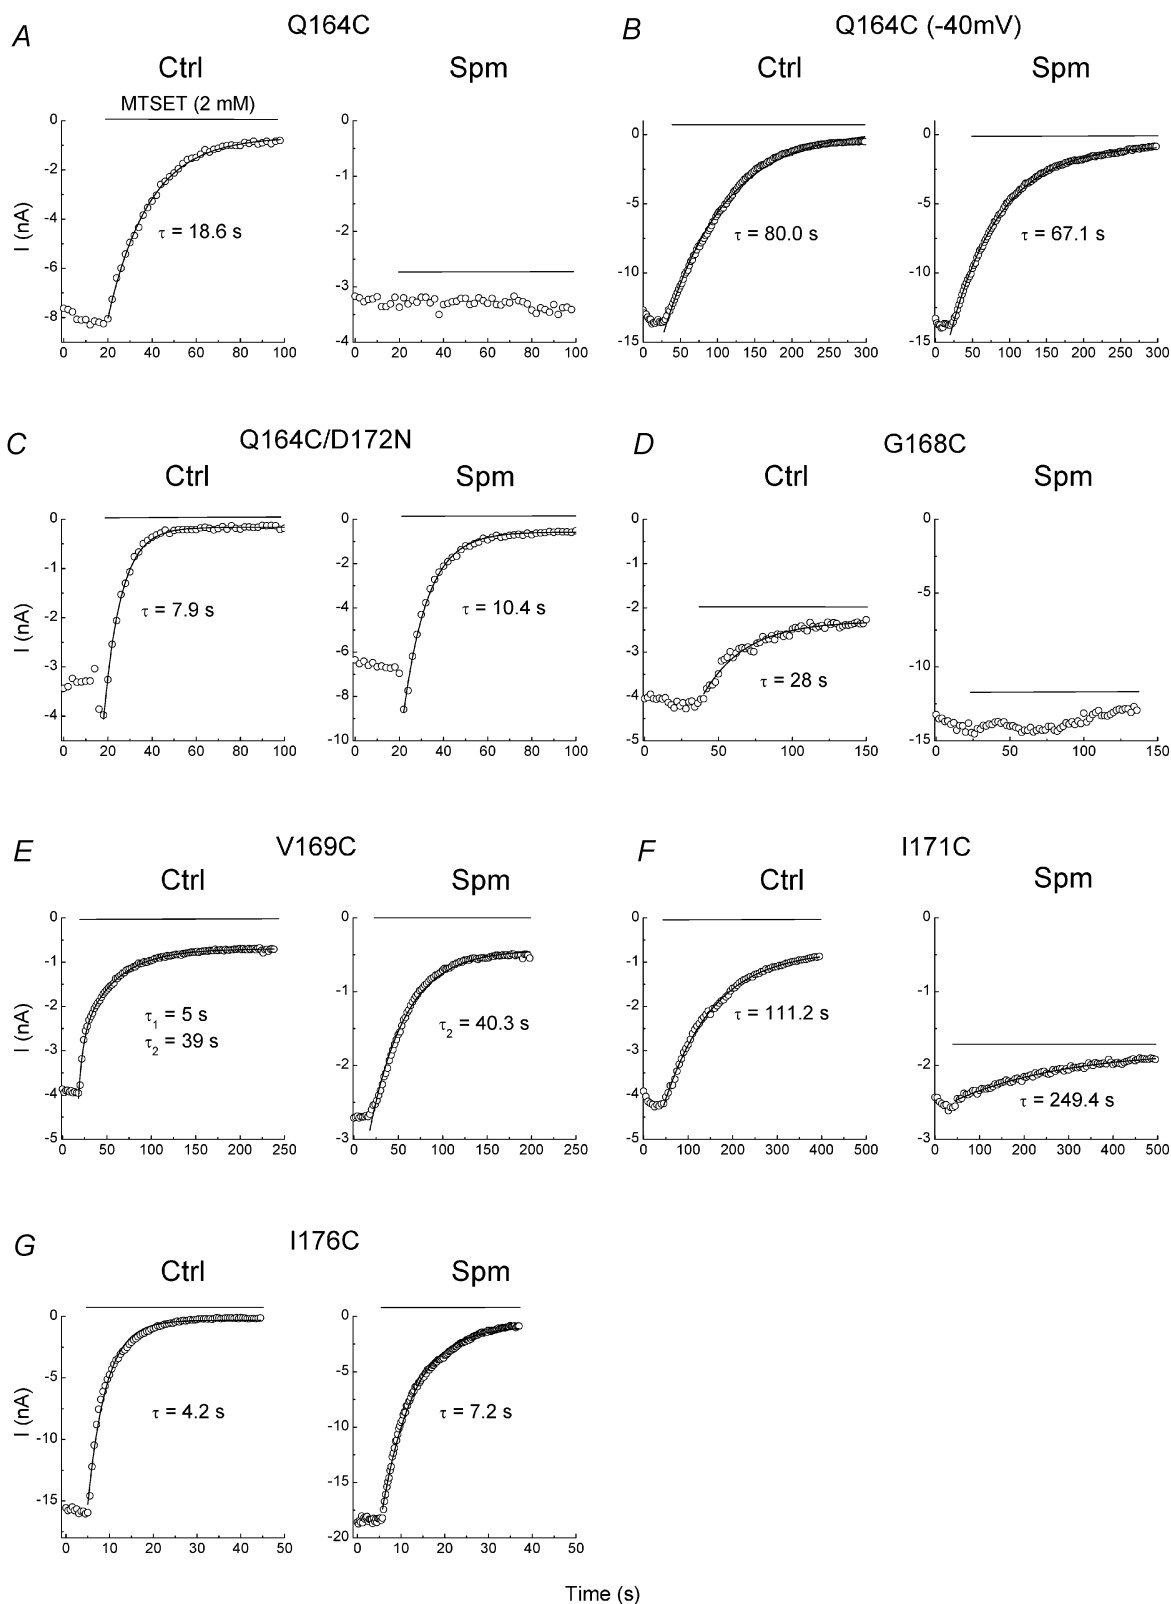 A
Q164C
Ctrl
Spm
MTSET (2 mM)
I (nA)
0
-2
-4
-6
-8
τ = 18.6 s
0 20 40 60 80 100
0
-1
-2
-3
-4
0 20 40 60 80 100
B
Q164C (-40mV)
Ctrl
Spm
0
-5
-10
-15
τ = 80.0 s
0 50 100 150 200 250 300
0
-5
-10
-15
τ = 67.1 s
0 50 100 150 200 250 300
C
Q164C/D172N
Ctrl
Spm
I (nA)
0
-1
-2
-3
-4
τ = 7.9 s
0 20 40 60 80 100
0
-2
-4
-6
-8
-10
τ = 10.4 s
0 20 40 60 80 100
D
G168C
Ctrl
Spm
0
-1
-2
-3
-4
-5
τ = 28 s
0 50 100 150
0
-5
-10
-15
0 50 100 150
E
V169C
Ctrl
Spm
I (nA)
0
-1
-2
-3
-4
-5
τ1 = 5 s
τ2 = 39 s
0 50 100 150 200 250
0
-1
-2
-3
τ2 = 40.3 s
0 50 100 150 200 250
F
I171C
Ctrl
Spm
0
-1
-2
-3
-4
-5
τ = 111.2 s
0 100 200 300 400 500
0
-1
-2
-3
τ = 249.4 s
0 100 200 300 400 500
G
I176C
Ctrl
Spm
I (nA)
0
-5
-10
-15
τ = 4.2 s
0 10 20 30 40 50
0
-5
-10
-15
-20
τ = 7.2 s
0 10 20 30 40 50
Time (s)